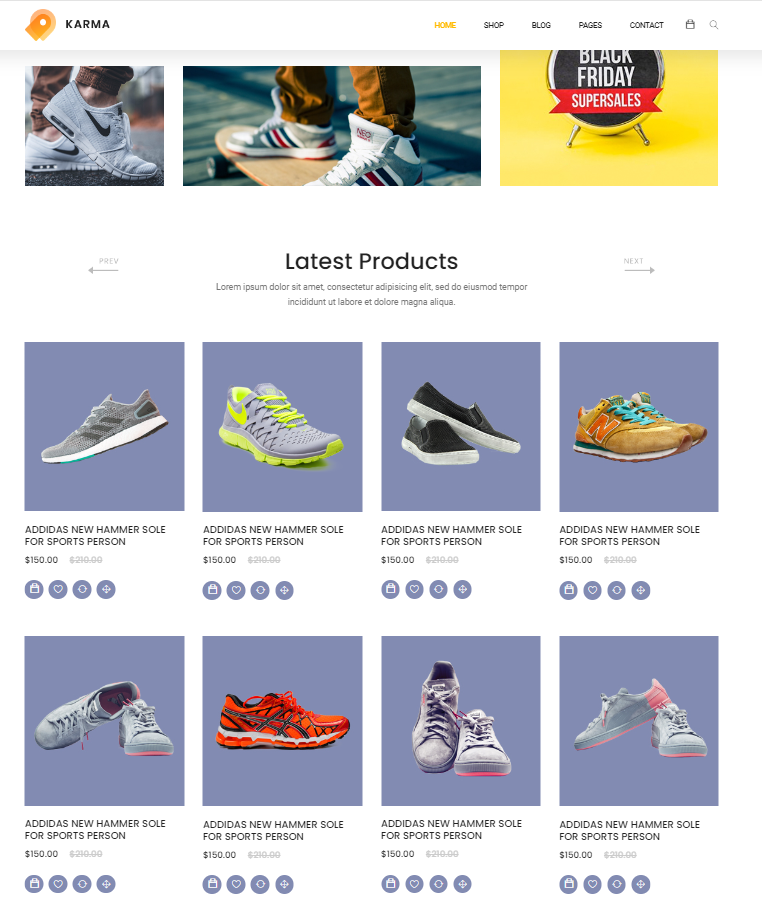 KARMA
HOME SHOP BLOG PAGES CONTACT
BLACK
FRIDAY
SUPERSALES
NEO
PREV
Latest Products
NEXT
Lorem ipsum dolor sit amet, consectetur adipisicing elit, sed do eiusmod tempor
incididunt ut labore et dolore magna aliqua.
ADDIDAS NEW HAMMER SOLE
FOR SPORTS PERSON
$150.00 $210.00
ADDIDAS NEW HAMMER SOLE
FOR SPORTS PERSON
$150.00 $210.00
ADDIDAS NEW HAMMER SOLE
FOR SPORTS PERSON
$150.00 $210.00
ADDIDAS NEW HAMMER SOLE
FOR SPORTS PERSON
$150.00 $210.00
ADDIDAS NEW HAMMER SOLE
FOR SPORTS PERSON
$150.00 $210.00
ADDIDAS NEW HAMMER SOLE
FOR SPORTS PERSON
$150.00 $210.00
ADDIDAS NEW HAMMER SOLE
FOR SPORTS PERSON
$150.00 $210.00
ADDIDAS NEW HAMMER SOLE
FOR SPORTS PERSON
$150.00 $210.00